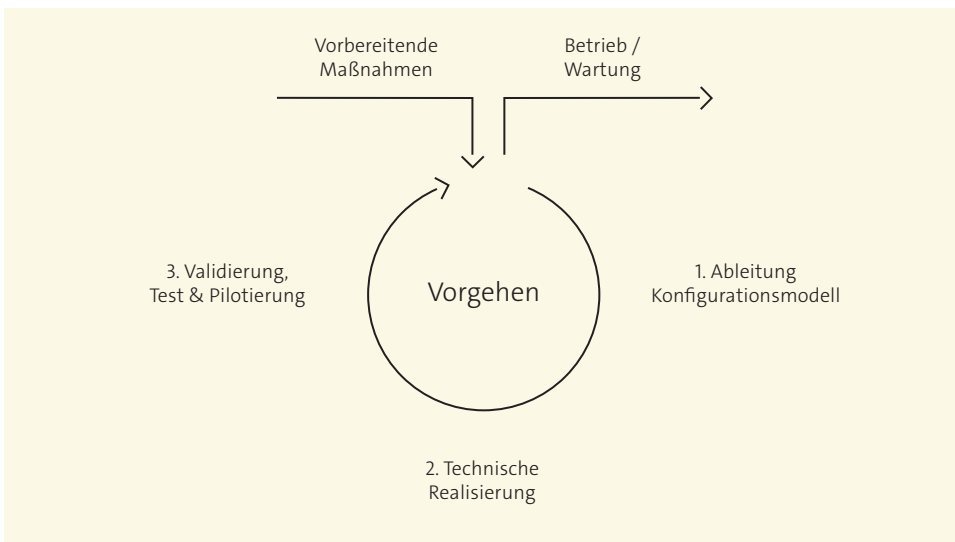 Vorbereitende
Maßnahmen
Betrieb /
Wartung
3. Validierung,
Test & Pilotierung
Vorgehen
1. Ableitung
Konfigurationsmodell
2. Technische
Realisierung